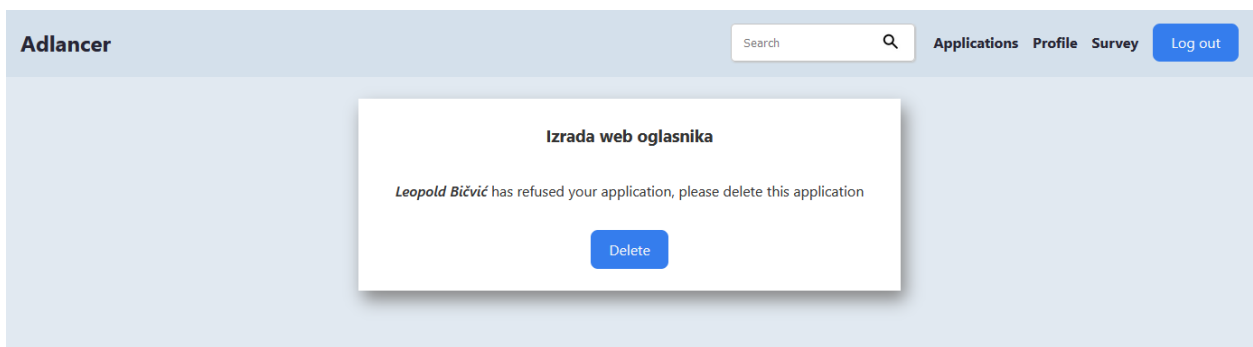 Adlancer
Search
Applications Profile Survey Log out
Izrada web oglasnika
Leopold Bičvić has refused your application, please delete this application
Delete